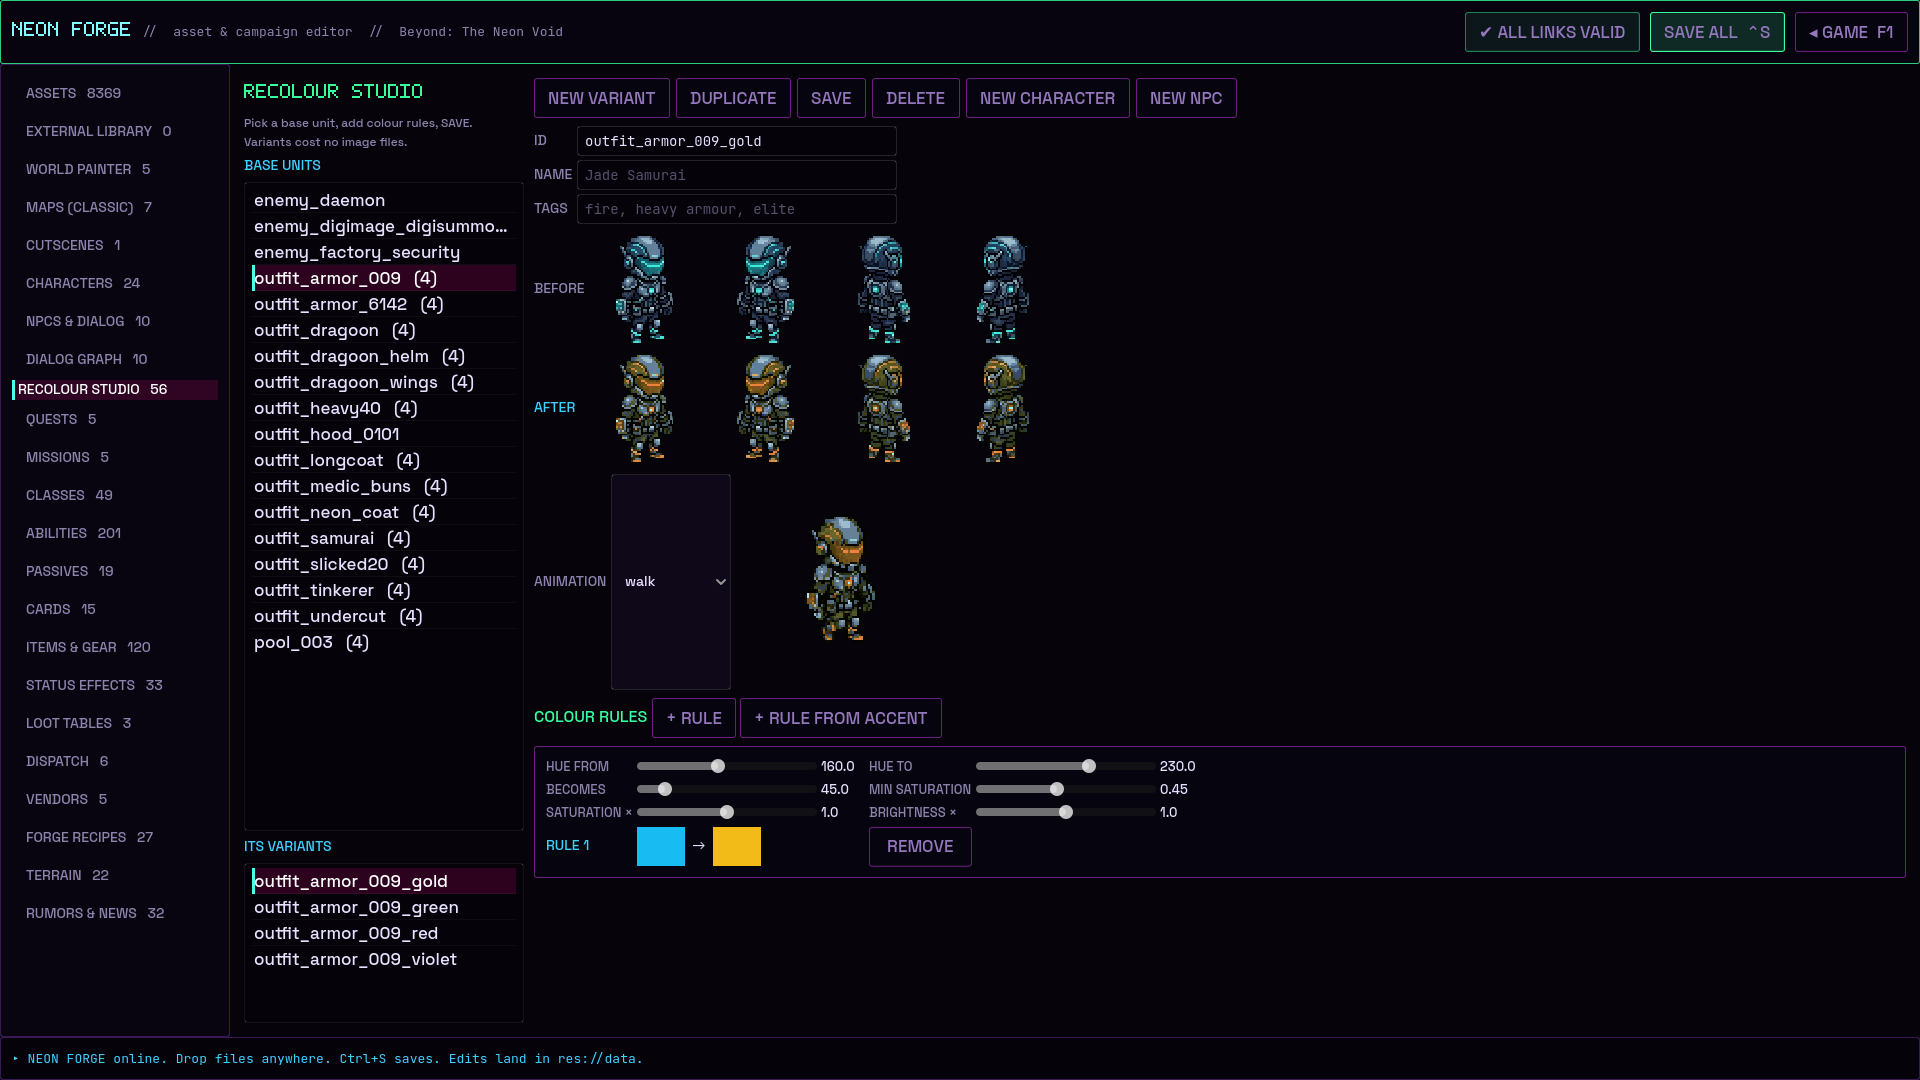 NEON FORGE // asset & campaign editor // Beyond: The Neon Void
✔ ALL LINKS VALID
SAVE ALL ^S
◂ GAME F1
ASSETS 8369
EXTERNAL LIBRARY 0
WORLD PAINTER 5
MAPS (CLASSIC) 7
CUTSCENES 1
CHARACTERS 24
NPCS & DIALOG 10
DIALOG GRAPH 10
RECOLOUR STUDIO 56
QUESTS 5
MISSIONS 5
CLASSES 49
ABILITIES 201
PASSIVES 19
CARDS 15
ITEMS & GEAR 120
STATUS EFFECTS 33
LOOT TABLES 3
DISPATCH 6
VENDORS 5
FORGE RECIPES 27
TERRAIN 22
RUMORS & NEWS 32
RECOLOUR STUDIO
Pick a base unit, add colour rules, SAVE.
Variants cost no image files.
BASE UNITS
enemy_daemon
enemy_digimage_digisummo...
enemy_factory_security
outfit_armor_009 (4)
outfit_armor_6142 (4)
outfit_dragoon (4)
outfit_dragoon_helm (4)
outfit_dragoon_wings (4)
outfit_heavy40 (4)
outfit_hood_0101
outfit_longcoat (4)
outfit_medic_buns (4)
outfit_neon_coat (4)
outfit_samurai (4)
outfit_slicked20 (4)
outfit_tinkerer (4)
outfit_undercut (4)
pool_003 (4)
ITS VARIANTS
outfit_armor_009_gold
outfit_armor_009_green
outfit_armor_009_red
outfit_armor_009_violet
NEW VARIANT
DUPLICATE
SAVE
DELETE
NEW CHARACTER
NEW NPC
ID outfit_armor_009_gold
NAME Jade Samurai
TAGS fire, heavy armour, elite
BEFORE
AFTER
ANIMATION walk
COLOUR RULES + RULE + RULE FROM ACCENT
HUE FROM 160.0 HUE TO 230.0
BECOMES 45.0 MIN SATURATION 0.45
SATURATION × 1.0 BRIGHTNESS × 1.0
RULE 1 → REMOVE
▸ NEON FORGE online. Drop files anywhere. Ctrl+S saves. Edits land in res://data.